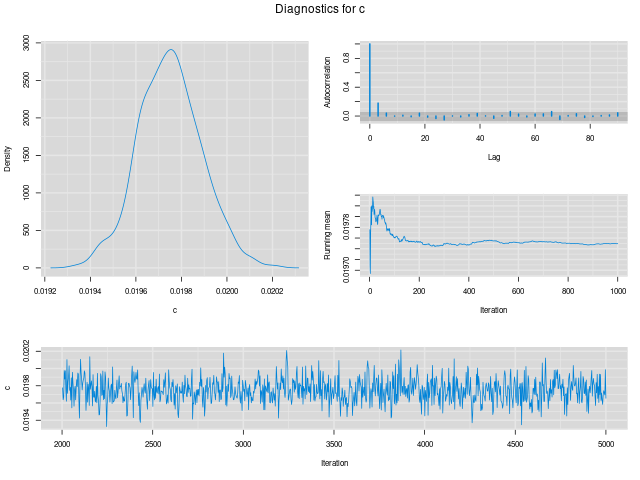 Diagnostics for c
Density
0 500 1000 1500 2000 2500 3000
0.0192 0.0194 0.0196 0.0198 0.0200 0.0202
c
Autocorrelation
0.0 0.4 0.8
0 20 40 60 80
Lag
Running mean
0.01970 0.01978
0 200 400 600 800 1000
Iteration
c
0.0194 0.0198 0.0202
2000 2500 3000 3500 4000 4500 5000
Iteration